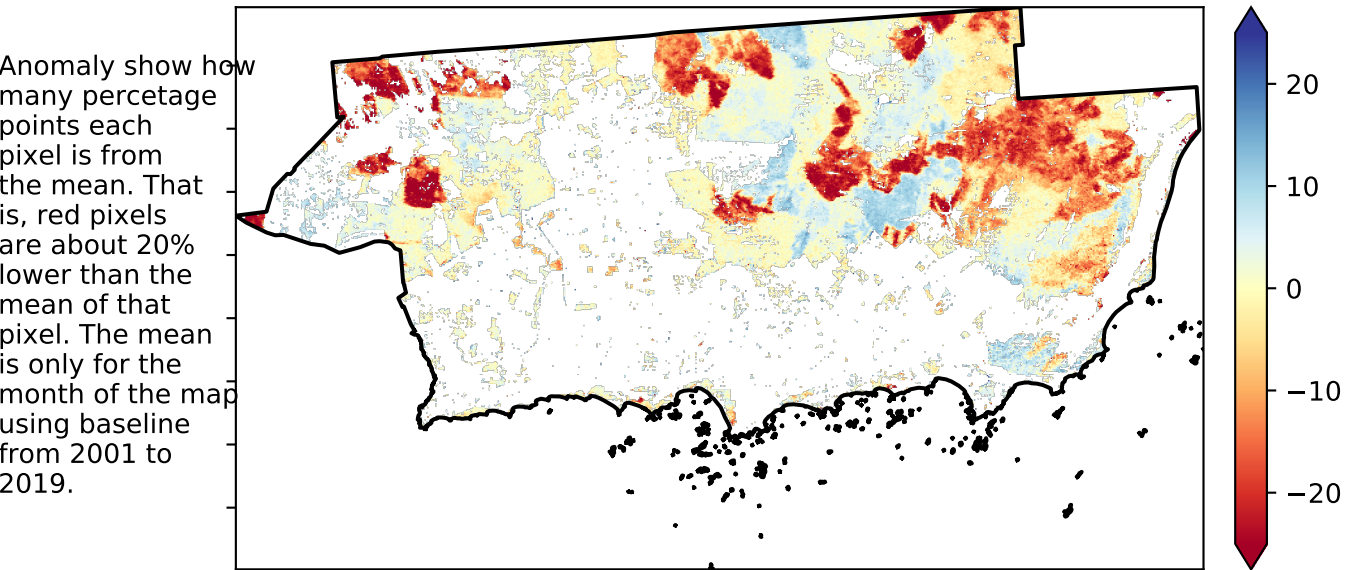 Anomaly show how
many percetage
points each
pixel is from
the mean. That
is, red pixels
are about 20%
lower than the
mean of that
pixel. The mean
is only for the
month of the map
using baseline
from 2001 to
2019.
20
10
0
−10
−20